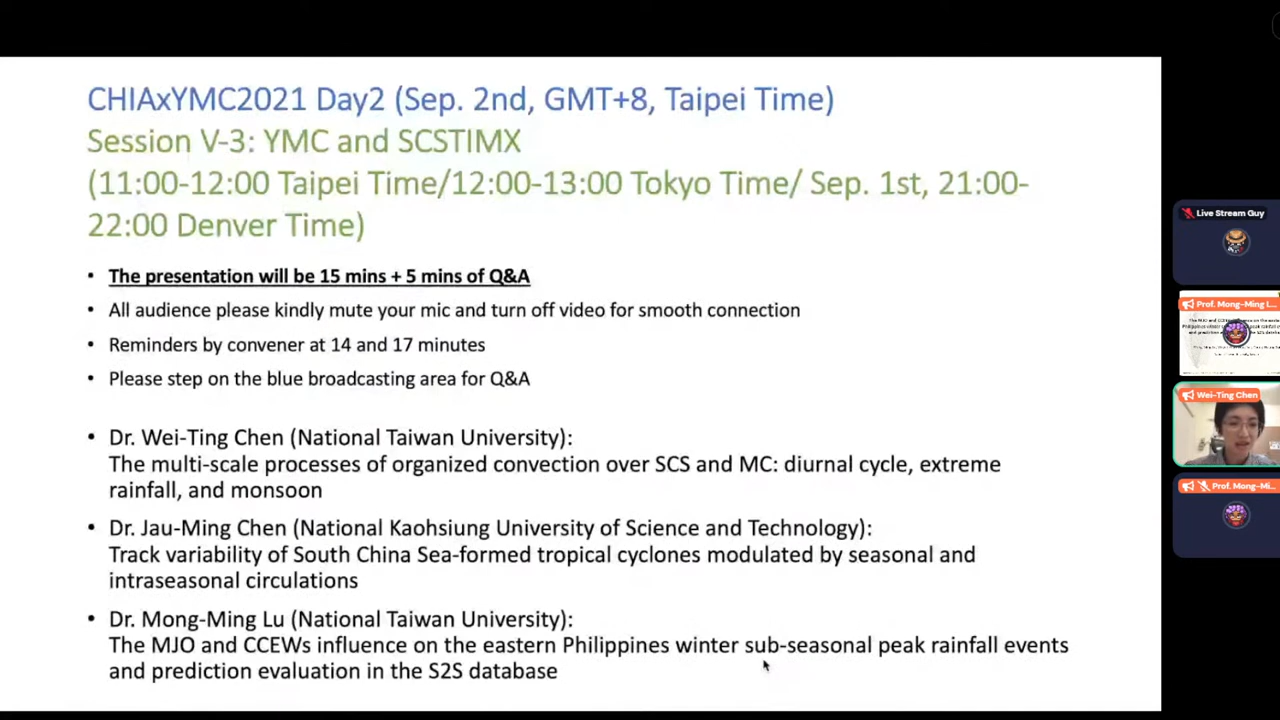 CHIAxYMC2021 Day2 (Sep. 2nd, GMT+8, Taipei Time)
Session V-3: YMC and SCSTIMX
(11:00-12:00 Taipei Time/12:00-13:00 Tokyo Time/ Sep. 1st, 21:00-
22:00 Denver Time)
• The presentation will be 15 mins + 5 mins of Q&A
• All audience please kindly mute your mic and turn off video for smooth connection
• Reminders by convener at 14 and 17 minutes
• Please step on the blue broadcasting area for Q&A
• Dr. Wei-Ting Chen (National Taiwan University):
The multi-scale processes of organized convection over SCS and MC: diurnal cycle, extreme
rainfall, and monsoon
• Dr. Jau-Ming Chen (National Kaohsiung University of Science and Technology):
Track variability of South China Sea-formed tropical cyclones modulated by seasonal and
intraseasonal circulations
• Dr. Mong-Ming Lu (National Taiwan University):
The MJO and CCEWs influence on the eastern Philippines winter sub-seasonal peak rainfall events
and prediction evaluation in the S2S database
Live Stream Guy
Prof. Mong-Ming L...
Wei-Ting Chen
Prof. Mong-Mi...